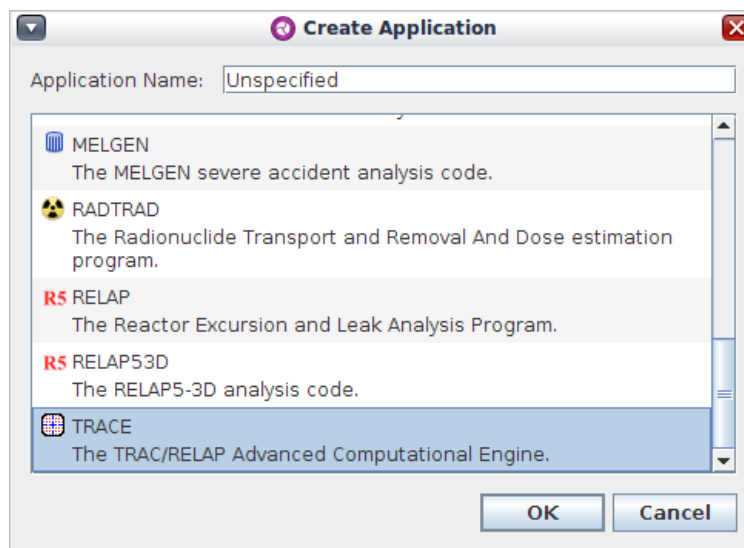 Create Application
Application Name: Unspecified
MELGEN
The MELGEN severe accident analysis code.
RADTRAD
The Radionuclide Transport and Removal And Dose estimation
program.
R5 RELAP
The Reactor Excursion and Leak Analysis Program.
R5 RELAP53D
The RELAP5-3D analysis code.
TRACE
The TRAC/RELAP Advanced Computational Engine.
OK Cancel